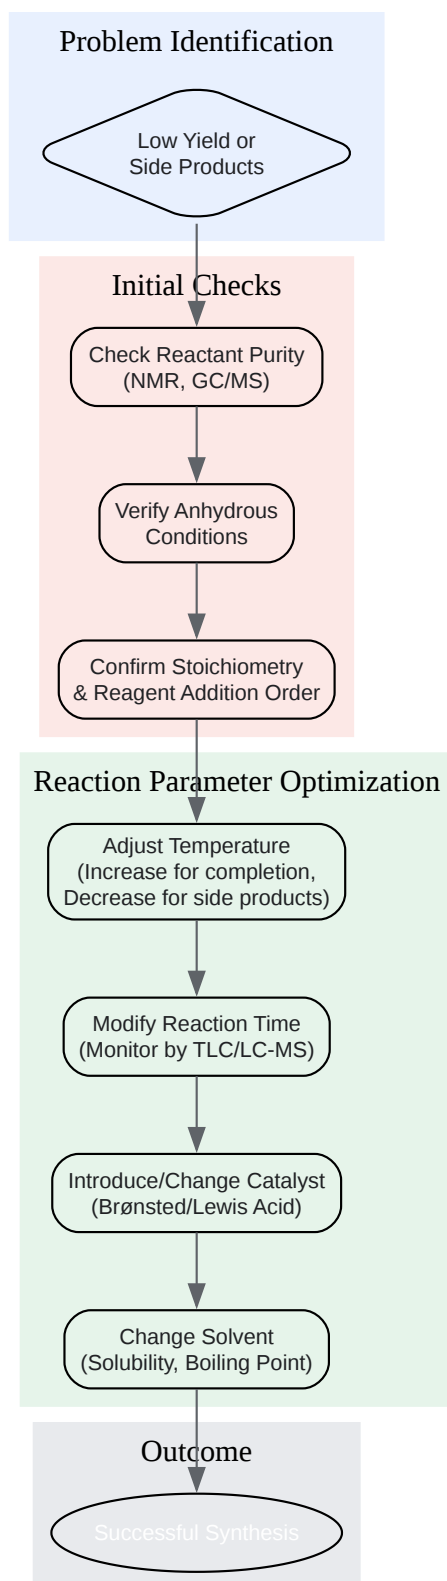 Problem Identification
Low Yield or
Side Products
Initial Checks
Check Reactant Purity
(NMR, GC/MS)
Verify Anhydrous
Conditions
Confirm Stoichiometry
& Reagent Addition Order
Reaction Parameter Optimization
Adjust Temperature
(Increase for completion,
Decrease for side products)
Modify Reaction Time
(Monitor by TLC/LC-MS)
Introduce/Change Catalyst
(Brønsted/Lewis Acid)
Change Solvent
(Solubility, Boiling Point)
Outcome
Successful Synthesis